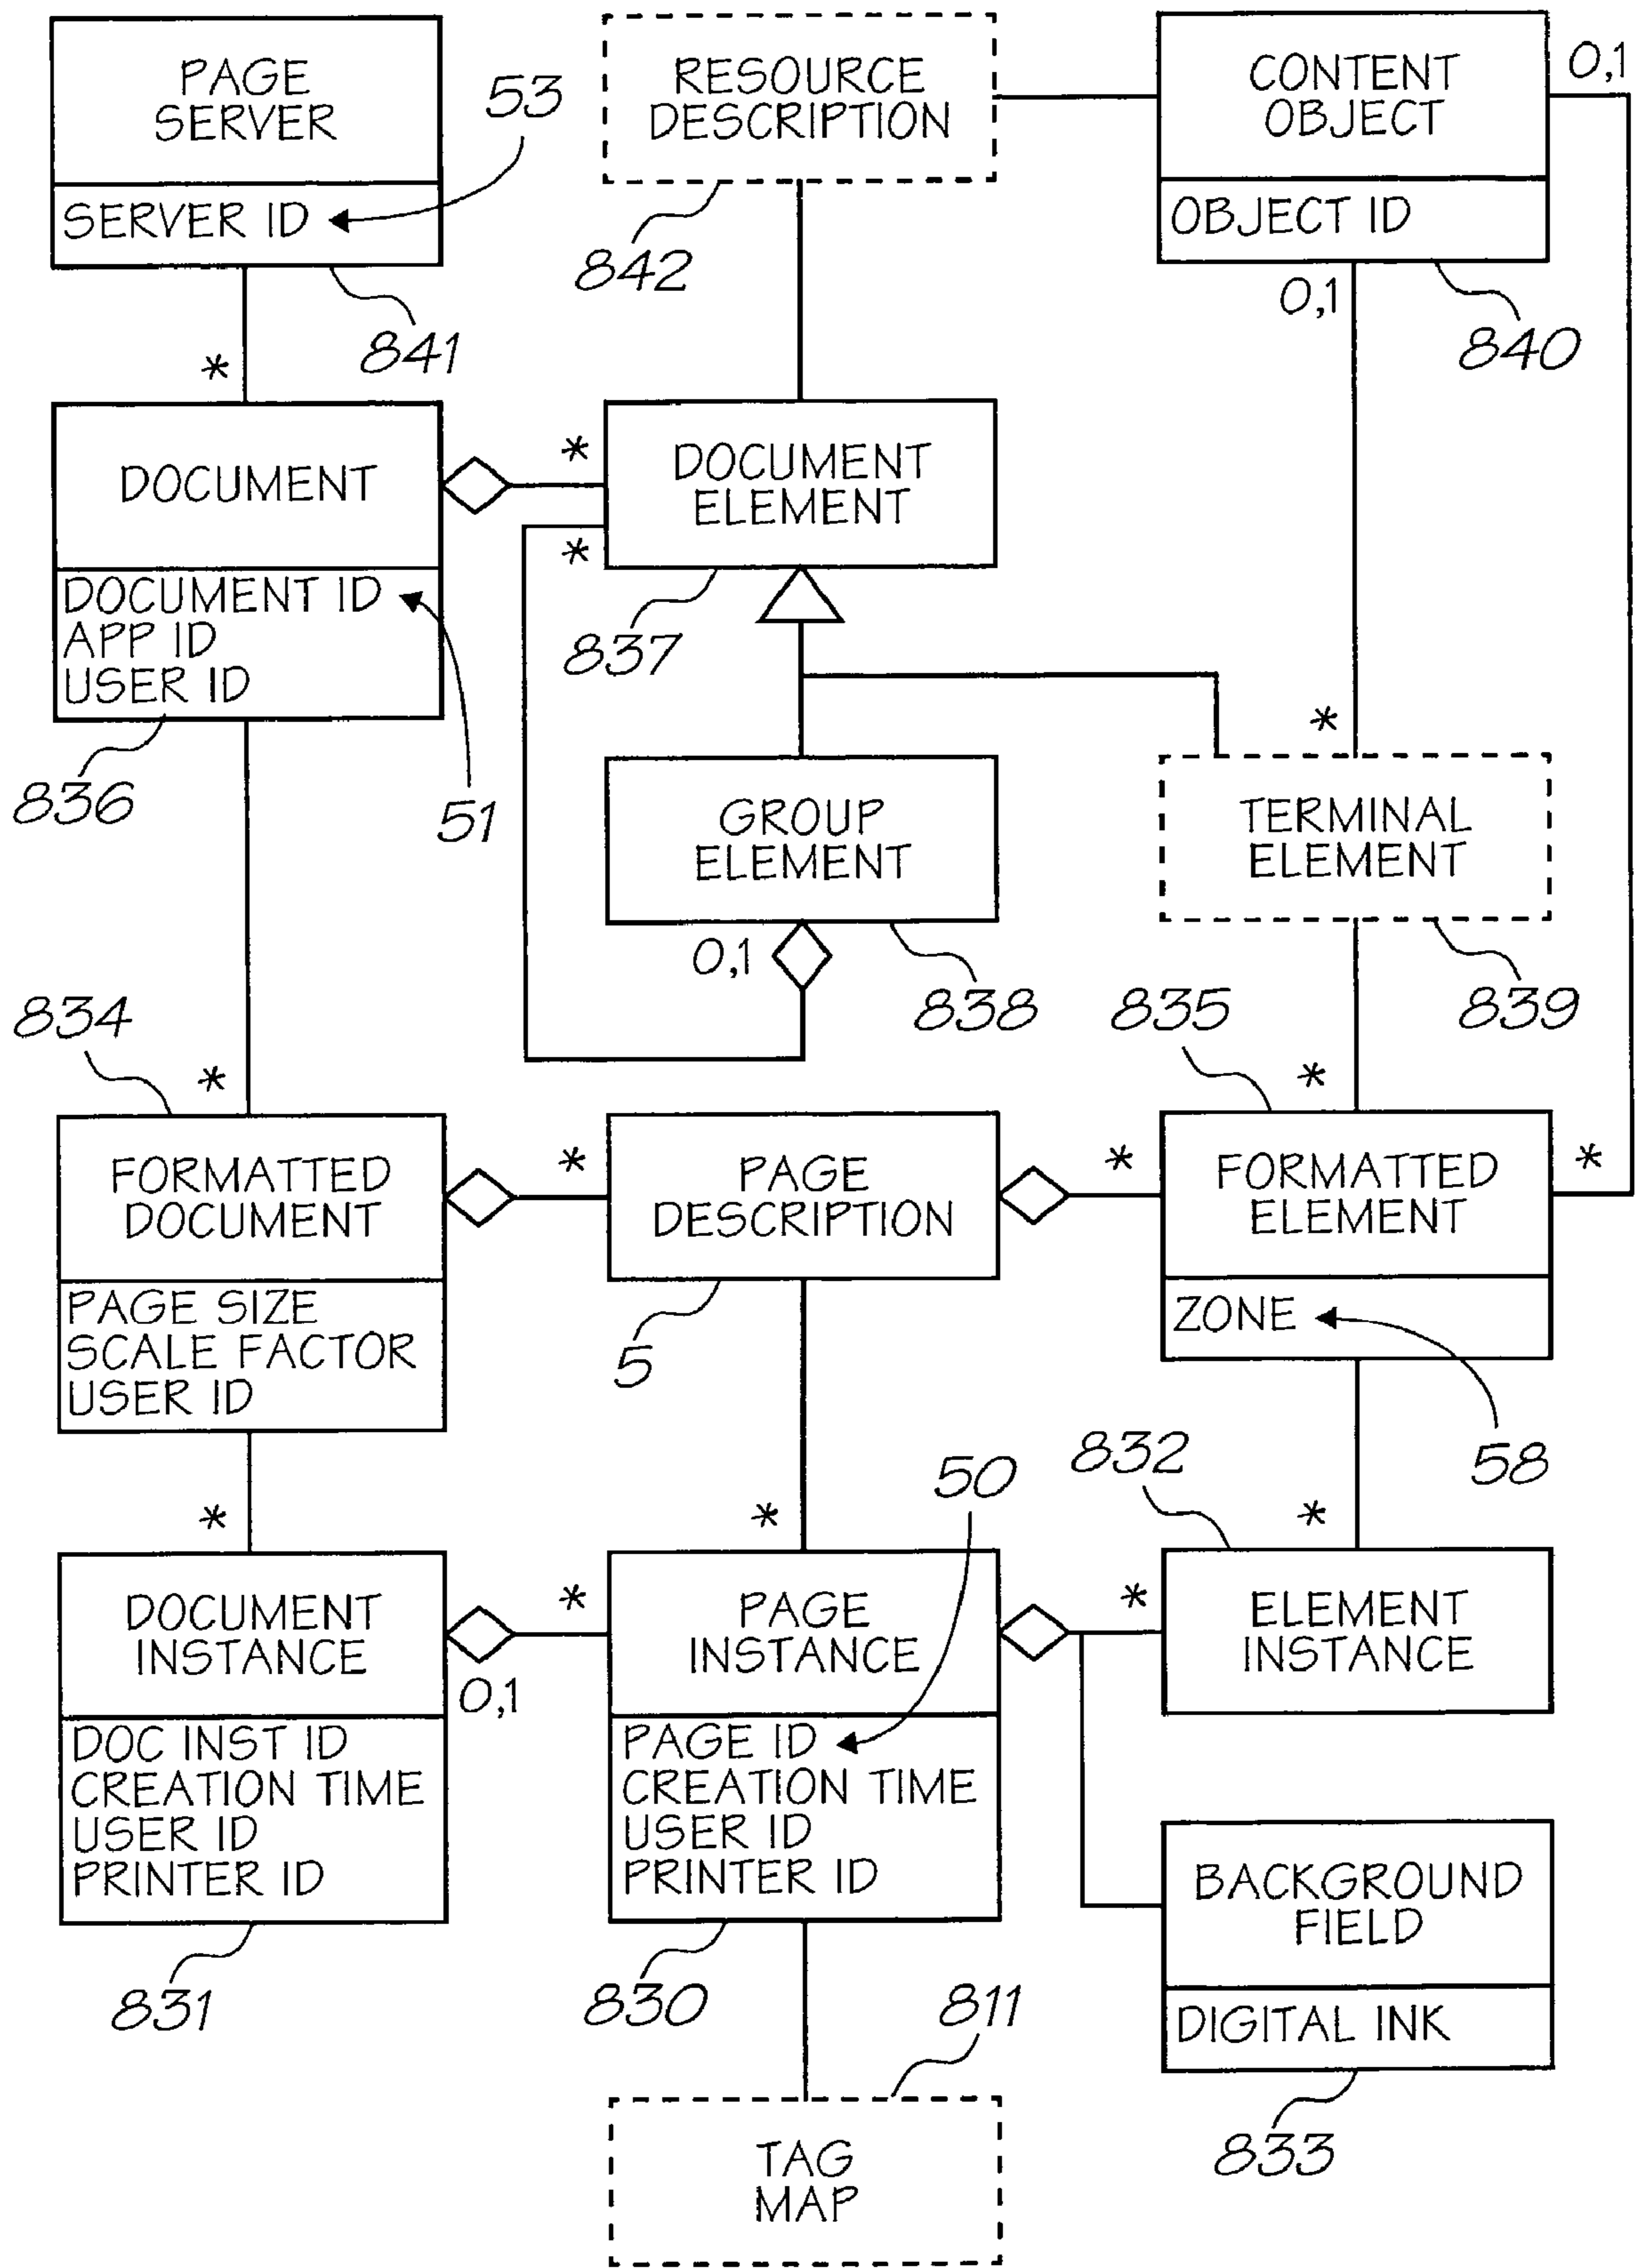 PAGE
SERVER
SERVER ID
53
841
RESOURCE
DESCRIPTION
842
CONTENT
OBJECT
OBJECT ID
0,1
0,1
840
*
DOCUMENT
DOCUMENT ID
APP ID
USER ID
836
51
*
*
DOCUMENT
ELEMENT
837
GROUP
ELEMENT
0,1
838
*
TERMINAL
ELEMENT
839
834
*
FORMATTED
DOCUMENT
PAGE SIZE
SCALE FACTOR
USER ID
*
PAGE
DESCRIPTION
5
835
*
*
*
FORMATTED
ELEMENT
ZONE
58
*
DOCUMENT
INSTANCE
0,1
DOC INST ID
CREATION TIME
USER ID
PRINTER ID
831
50
*
*
PAGE
INSTANCE
PAGE ID
CREATION TIME
USER ID
PRINTER ID
830
832
*
*
ELEMENT
INSTANCE
BACKGROUND
FIELD
DIGITAL INK
833
811
TAG
MAP